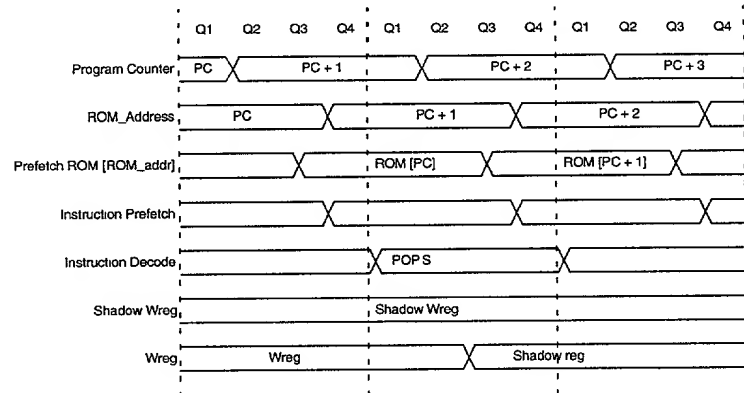 Q1 Q2 Q3 Q4 Q1 Q2 Q3 Q4 Q1 Q2 Q3 Q4
Program Counter PC PC + 1 PC + 2 PC + 3
ROM_Address PC PC + 1 PC + 2
Prefetch ROM [ROM_addr] ROM [PC] ROM [PC + 1]
Instruction Prefetch
Instruction Decode POP S
Shadow Wreg Shadow Wreg
Wreg Wreg Shadow reg